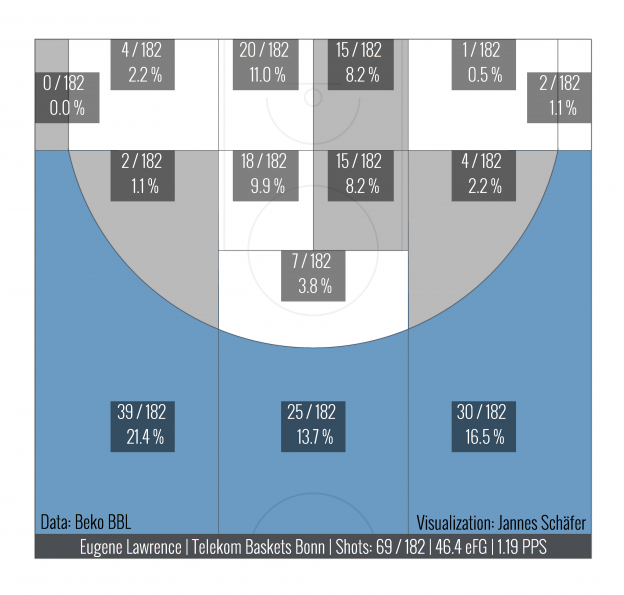 4 / 182
2.2 %
20 / 182
11.0 %
15 / 182
8.2 %
1 / 182
0.5 %
0 / 182
0.0 %
2 / 182
1.1 %
2 / 182
1.1 %
18 / 182
9.9 %
15 / 182
8.2 %
4 / 182
2.2 %
7 / 182
3.8 %
39 / 182
21.4 %
25 / 182
13.7 %
30 / 182
16.5 %
Data: Beko BBL
Visualization: Jannes Schäfer
Eugene Lawrence | Telekom Baskets Bonn | Shots: 69 / 182 | 46.4 eFG | 1.19 PPS